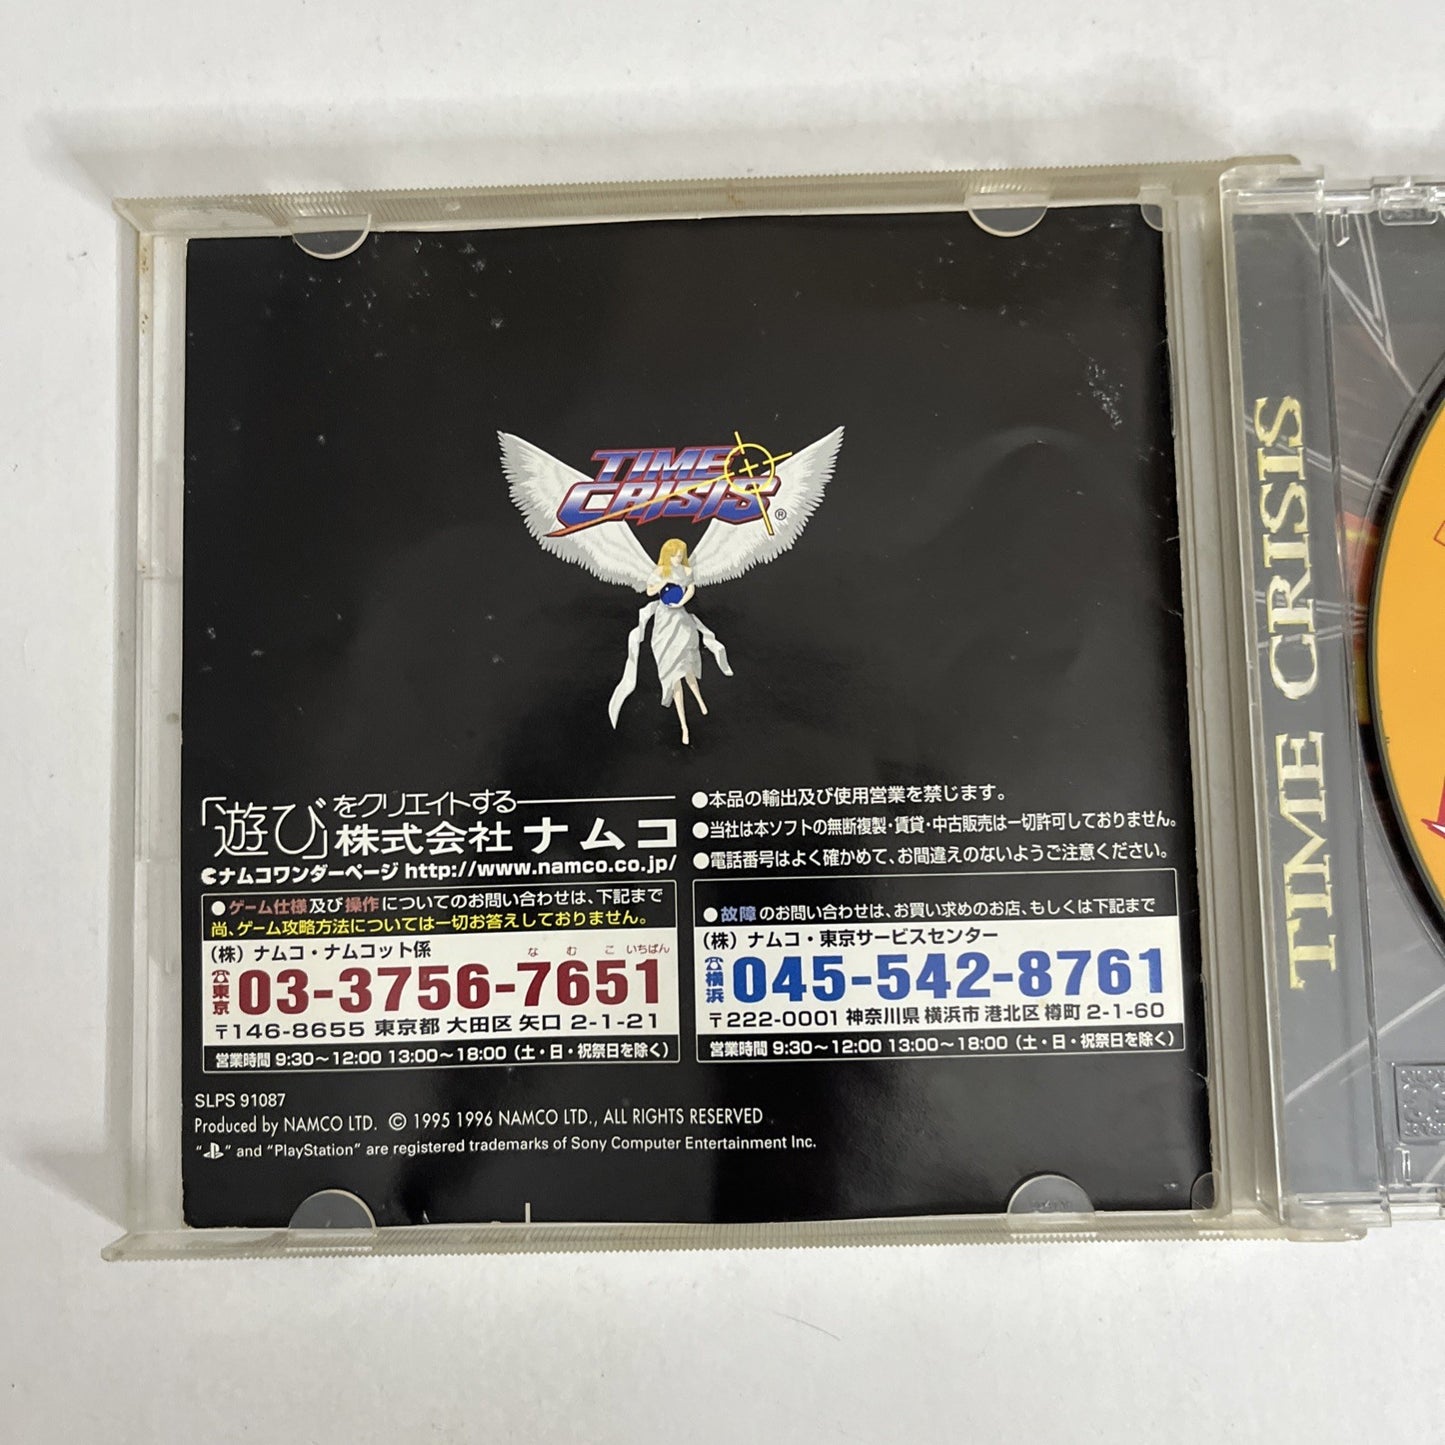 TIME
CRISIS®
「遊び」をクリエイトする
株式会社 ナムコ
ナムコワンダーページ http://www.namco.co.jp/
●本品の輸出及び使用営業を禁じます。
●当社は本ソフトの無断複製・賃貸・中古販売は一切許可しておりません。
●電話番号はよく確かめて、お間違えのないようご注意ください。
●ゲーム仕様及び操作についてのお問い合わせは、下記まで
尚、ゲーム攻略方法については一切お答えしておりません。
(株) ナムコ・ナムコット係
な む こ いちばん
☎東京 03-3756-7651
〒146-8655 東京都 大田区 矢口 2-1-21
営業時間 9:30〜12:00 13:00〜18:00 (土・日・祝祭日を除く)
●故障のお問い合わせは、お買い求めのお店、もしくは下記まで
(株) ナムコ・東京サービスセンター
☎横浜 045-542-8761
〒222-0001 神奈川県 横浜市 港北区 樽町 2-1-60
営業時間 9:30〜12:00 13:00〜18:00 (土・日・祝祭日を除く)
SLPS 91087
Produced by NAMCO LTD. © 1995 1996 NAMCO LTD., ALL RIGHTS RESERVED
“ ” and “PlayStation” are registered trademarks of Sony Computer Entertainment Inc.
TIME CRISIS